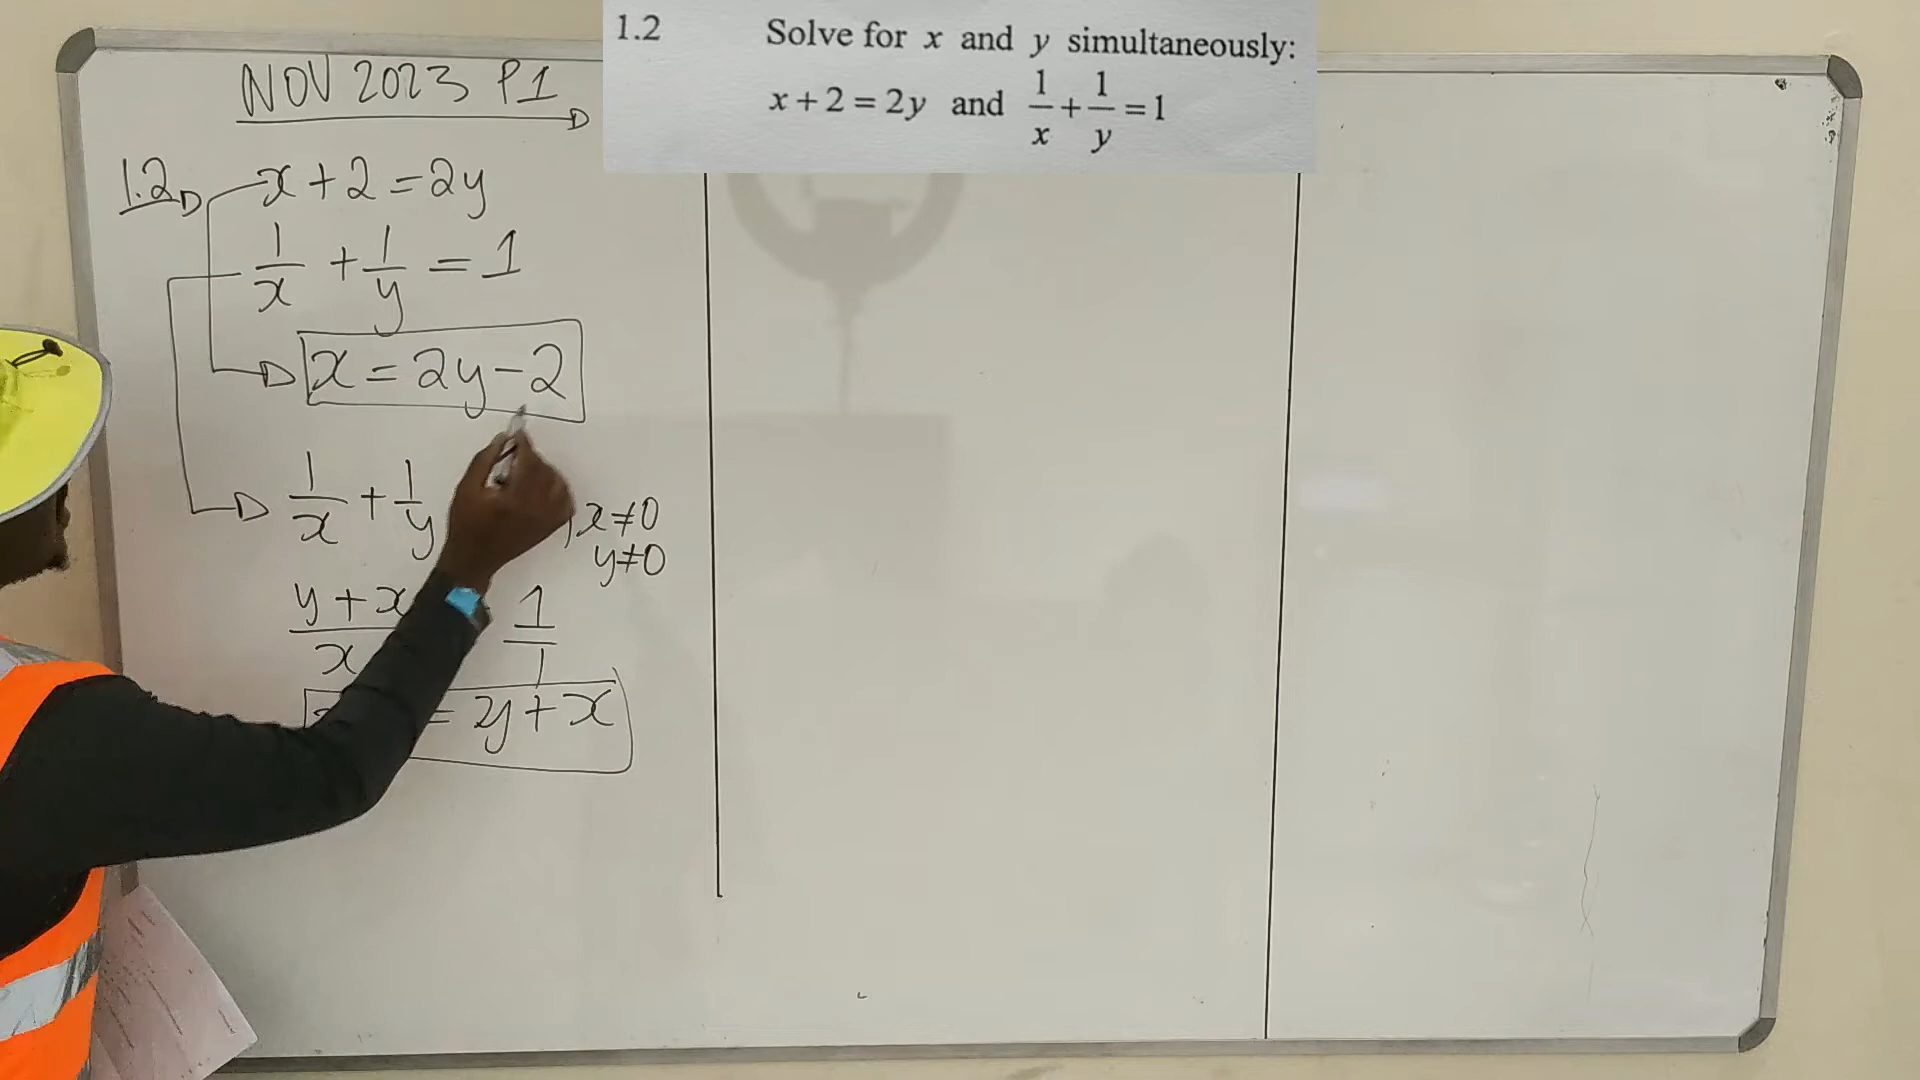 1.2 Solve for x and y simultaneously:
x + 2 = 2y and 1/x + 1/y = 1
NOV 2023 P1
1.2 x + 2 = 2y
1/x + 1/y = 1
x = 2y - 2
1/x + 1/y , x ≠ 0
y ≠ 0
y + x / x 1/1
= y + x